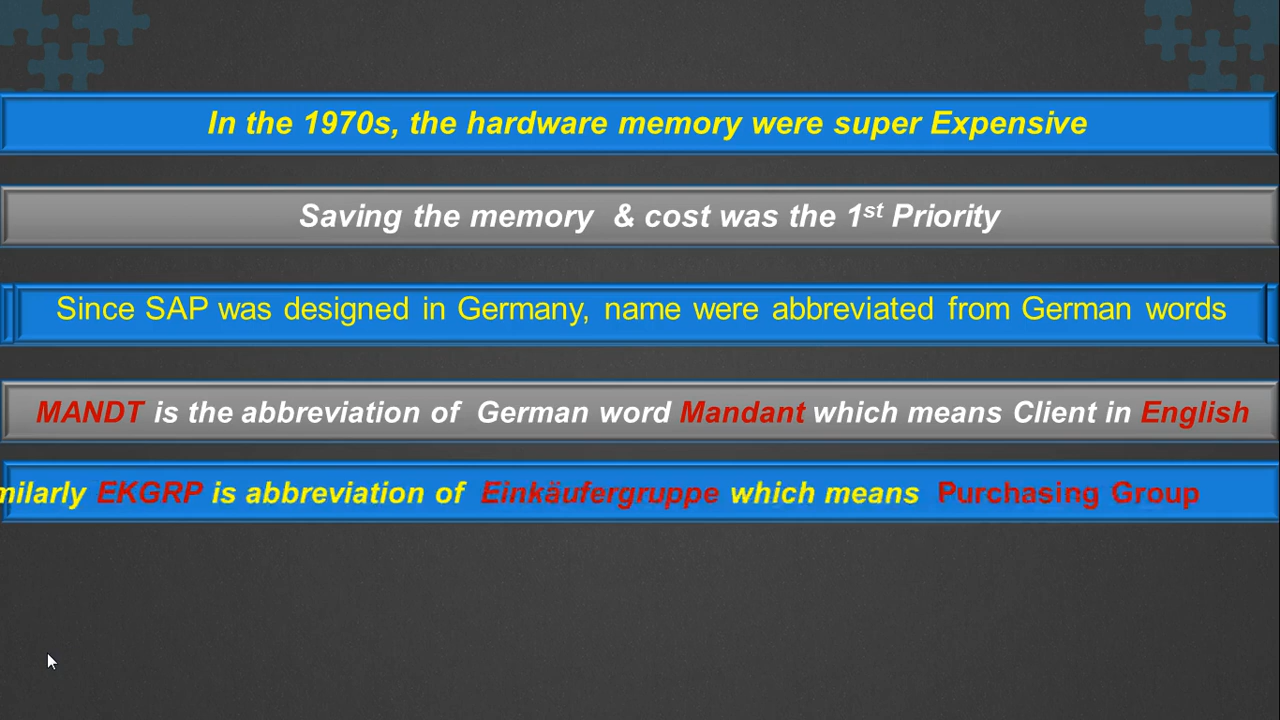 In the 1970s, the hardware memory were super Expensive
Saving the memory & cost was the 1st Priority
Since SAP was designed in Germany, name were abbreviated from German words
MANDT is the abbreviation of German word Mandant which means Client in English
milarly EKGRP is abbreviation of Einkäufergruppe which means Purchasing Group